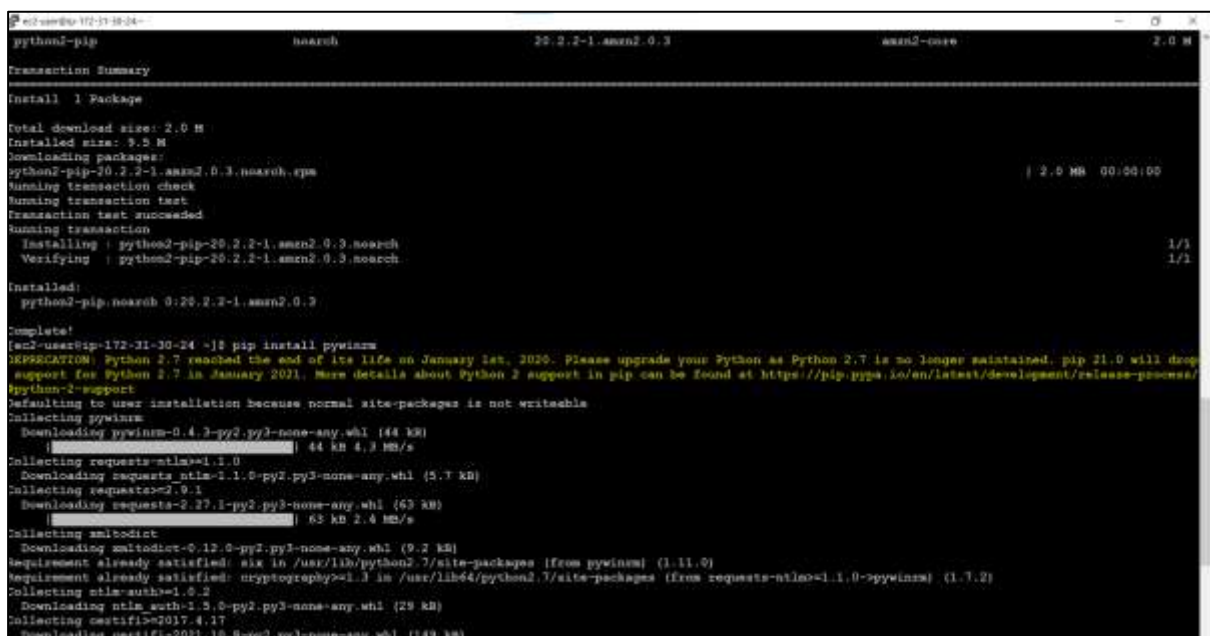 ec2-user@ip-172-31-30-24:~
python2-pip noarch 20.2.2-1.amzn2.0.3 amzn2-core 2.0 M
Transaction Summary
Install 1 Package
Total download size: 2.0 M
Installed size: 9.5 M
Downloading packages:
python2-pip-20.2.2-1.amzn2.0.3.noarch.rpm | 2.0 MB 00:00:00
Running transaction check
Running transaction test
Transaction test succeeded
Running transaction
Installing : python2-pip-20.2.2-1.amzn2.0.3.noarch 1/1
Verifying : python2-pip-20.2.2-1.amzn2.0.3.noarch 1/1
Installed:
python2-pip.noarch 0:20.2.2-1.amzn2.0.3
Complete!
[ec2-user@ip-172-31-30-24 ~]$ pip install pywinrm
DEPRECATION: Python 2.7 reached the end of its life on January 1st, 2020. Please upgrade your Python as Python 2.7 is no longer maintained. pip 21.0 will drop
support for Python 2.7 in January 2021. More details about Python 2 support in pip can be found at https://pip.pypa.io/en/latest/development/release-process/
#python-2-support
Defaulting to user installation because normal site-packages is not writeable
Collecting pywinrm
Downloading pywinrm-0.4.3-py2.py3-none-any.whl (44 kB)
| | 44 kB 4.3 MB/s
Collecting requests-ntlm>=1.1.0
Downloading requests_ntlm-1.1.0-py2.py3-none-any.whl (5.7 kB)
Collecting requests>=2.9.1
Downloading requests-2.27.1-py2.py3-none-any.whl (63 kB)
| | 63 kB 2.4 MB/s
Collecting xmltodict
Downloading xmltodict-0.12.0-py2.py3-none-any.whl (9.2 kB)
Requirement already satisfied: six in /usr/lib/python2.7/site-packages (from pywinrm) (1.11.0)
Requirement already satisfied: cryptography>=1.3 in /usr/lib64/python2.7/site-packages (from requests-ntlm>=1.1.0->pywinrm) (1.7.2)
Collecting ntlm-auth>=1.0.2
Downloading ntlm_auth-1.5.0-py2.py3-none-any.whl (29 kB)
Collecting certifi>=2017.4.17
Downloading certifi-2021.10.8-py2.py3-none-any.whl (149 kB)